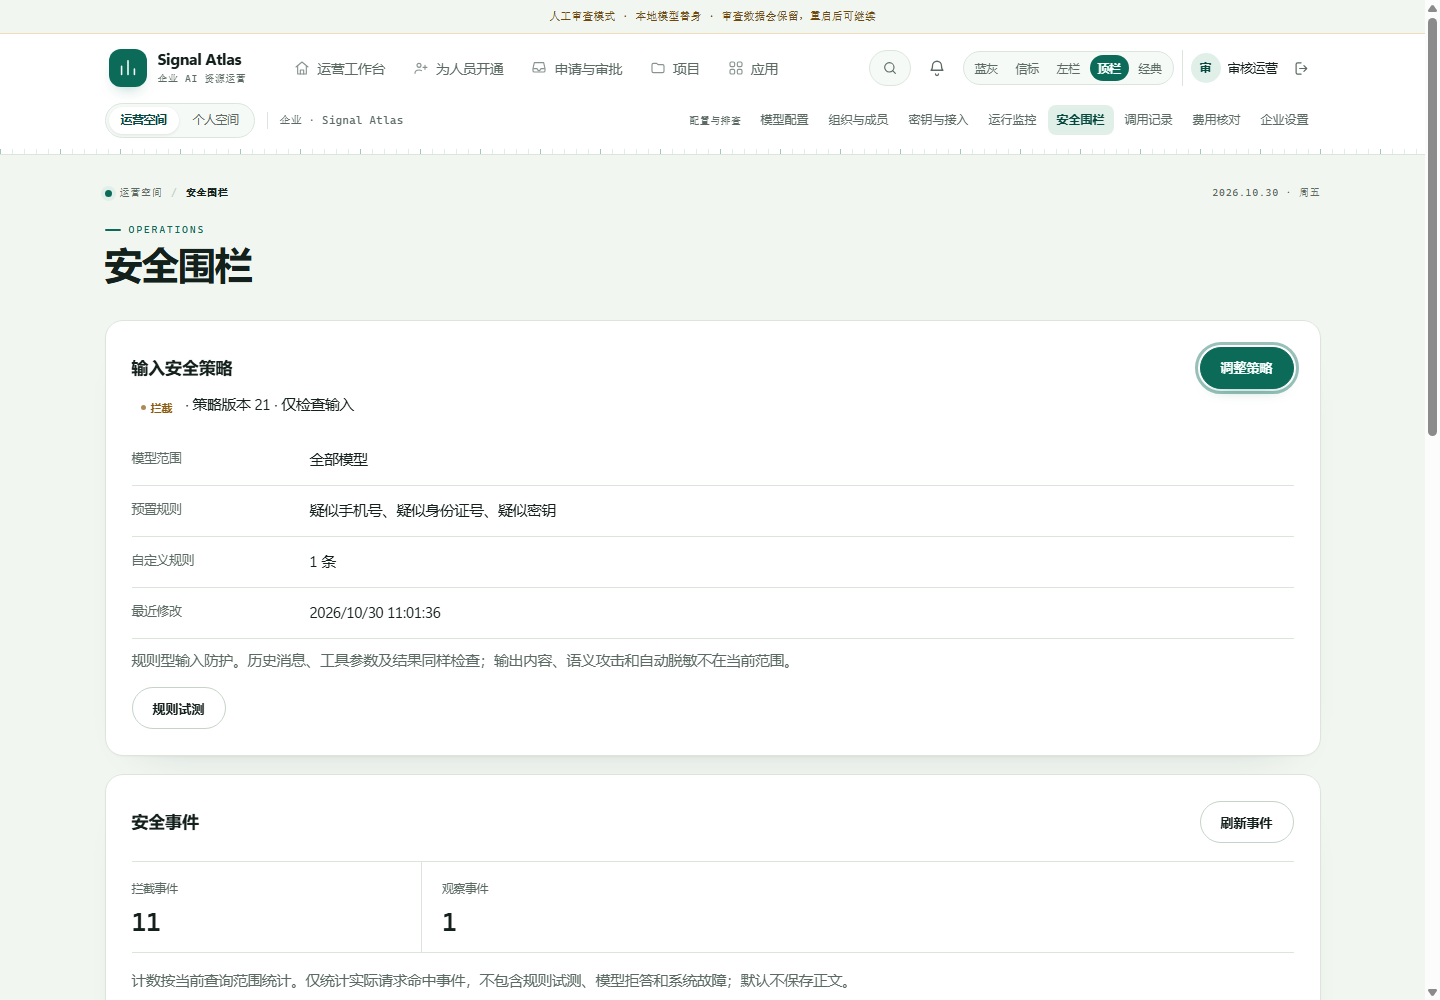 人工审查模式 · 本地模型替身 · 审查数据会保留，重启后可继续
Signal Atlas
企业 AI 资源运营
运营工作台
为人员开通
申请与审批
项目
应用
蓝灰
信标
左栏
顶栏
经典
审
审核运营
运营空间
个人空间
企业 · Signal Atlas
配置与排查
模型配置
组织与成员
密钥与接入
运行监控
安全围栏
调用记录
费用核对
企业设置
运营空间 / 安全围栏
2026.10.30 · 周五
OPERATIONS
安全围栏
输入安全策略
调整策略
拦截 · 策略版本 21 · 仅检查输入
模型范围 全部模型
预置规则 疑似手机号、疑似身份证号、疑似密钥
自定义规则 1 条
最近修改 2026/10/30 11:01:36
规则型输入防护。历史消息、工具参数及结果同样检查；输出内容、语义攻击和自动脱敏不在当前范围。
规则试测
安全事件
刷新事件
拦截事件
11
观察事件
1
计数按当前查询范围统计。仅统计实际请求命中事件，不包含规则试测、模型拒答和系统故障；默认不保存正文。